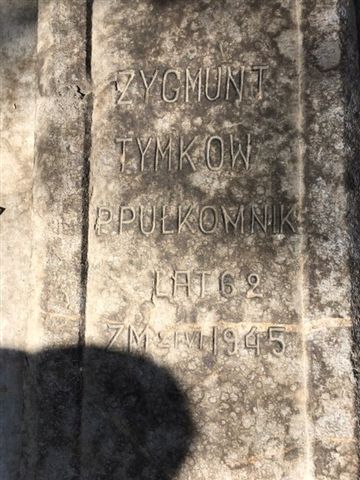 ZYGMUNT
TYMKOW
PPUŁKOWNIK
LAT 62
ZM 1945